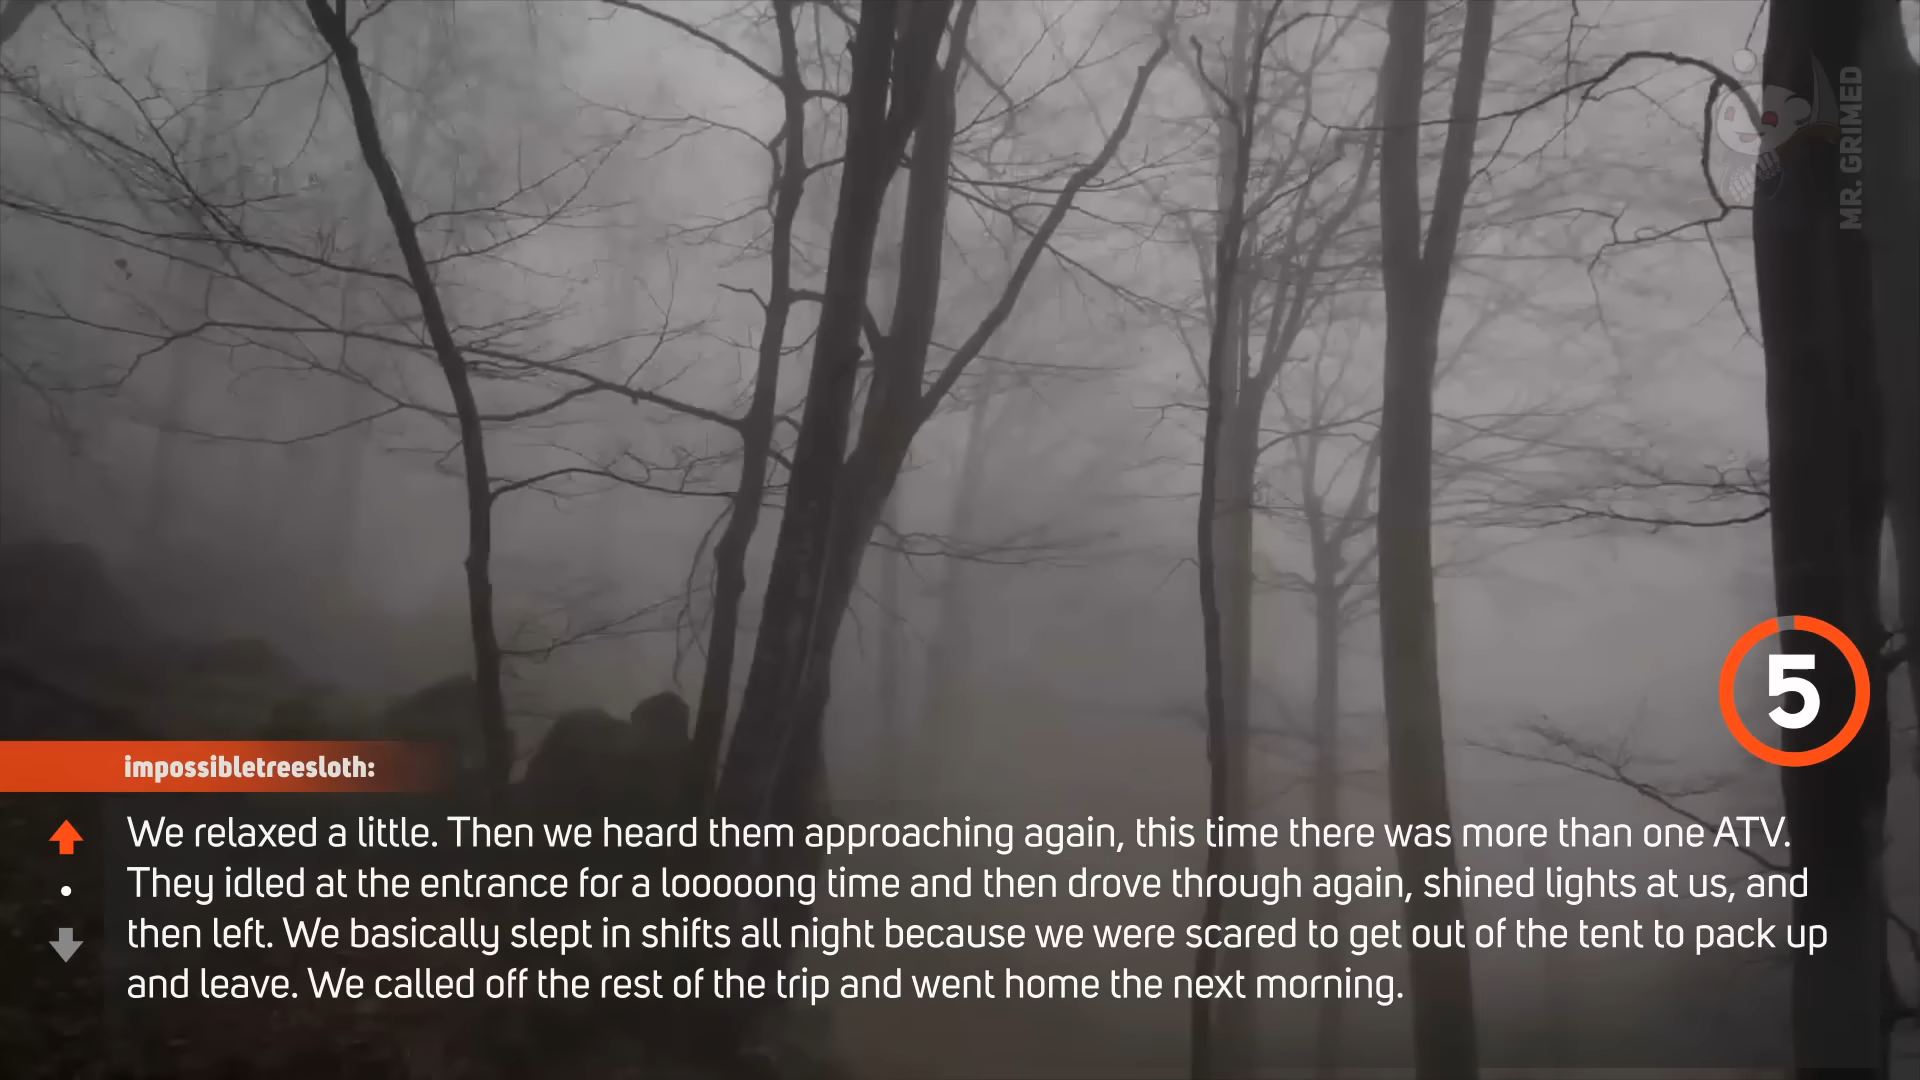 MR. GRIMED
5
impossibletreesloth:
We relaxed a little. Then we heard them approaching again, this time there was more than one ATV.
They idled at the entrance for a looooong time and then drove through again, shined lights at us, and
then left. We basically slept in shifts all night because we were scared to get out of the tent to pack up
and leave. We called off the rest of the trip and went home the next morning.